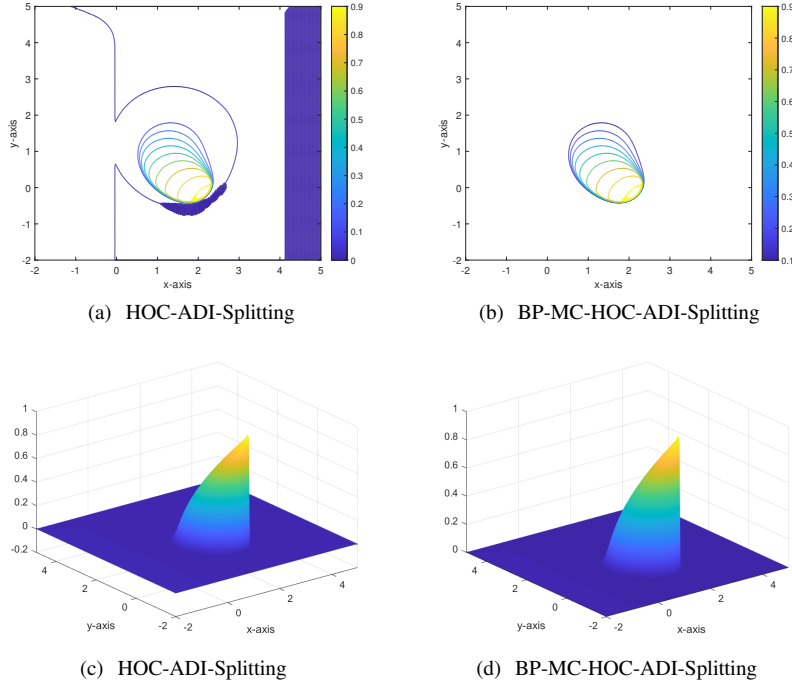 5
4
3
2
1
0
-1
-2
y-axis
-2 -1 0 1 2 3 4 5
x-axis
0.9
0.8
0.7
0.6
0.5
0.4
0.3
0.2
0.1
0
(a) HOC-ADI-Splitting
5
4
3
2
1
0
-1
-2
y-axis
-2 -1 0 1 2 3 4 5
x-axis
0.9
0.8
0.7
0.6
0.5
0.4
0.3
0.2
0.1
(b) BP-MC-HOC-ADI-Splitting
1
0.8
0.6
0.4
0.2
0
-0.2
4 2 0 -2
y-axis
-2 0 2 4
x-axis
(c) HOC-ADI-Splitting
1
0.8
0.6
0.4
0.2
0
4 2 0 -2
y-axis
-2 0 2 4
x-axis
(d) BP-MC-HOC-ADI-Splitting